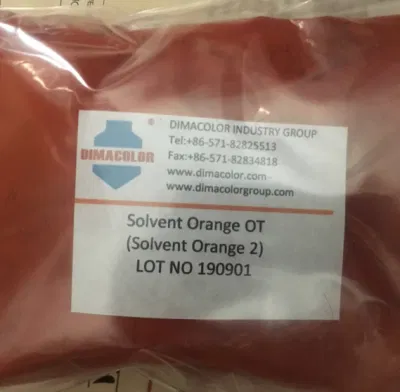 DIMACOLOR
DIMACOLOR INDUSTRY GROUP
Tel:+86-571-82825513
Fax:+86-571-82834818
www.dimacolor.com
www.dimacolorgroup.com
Solvent Orange OT
(Solvent Orange 2)
LOT NO 190901